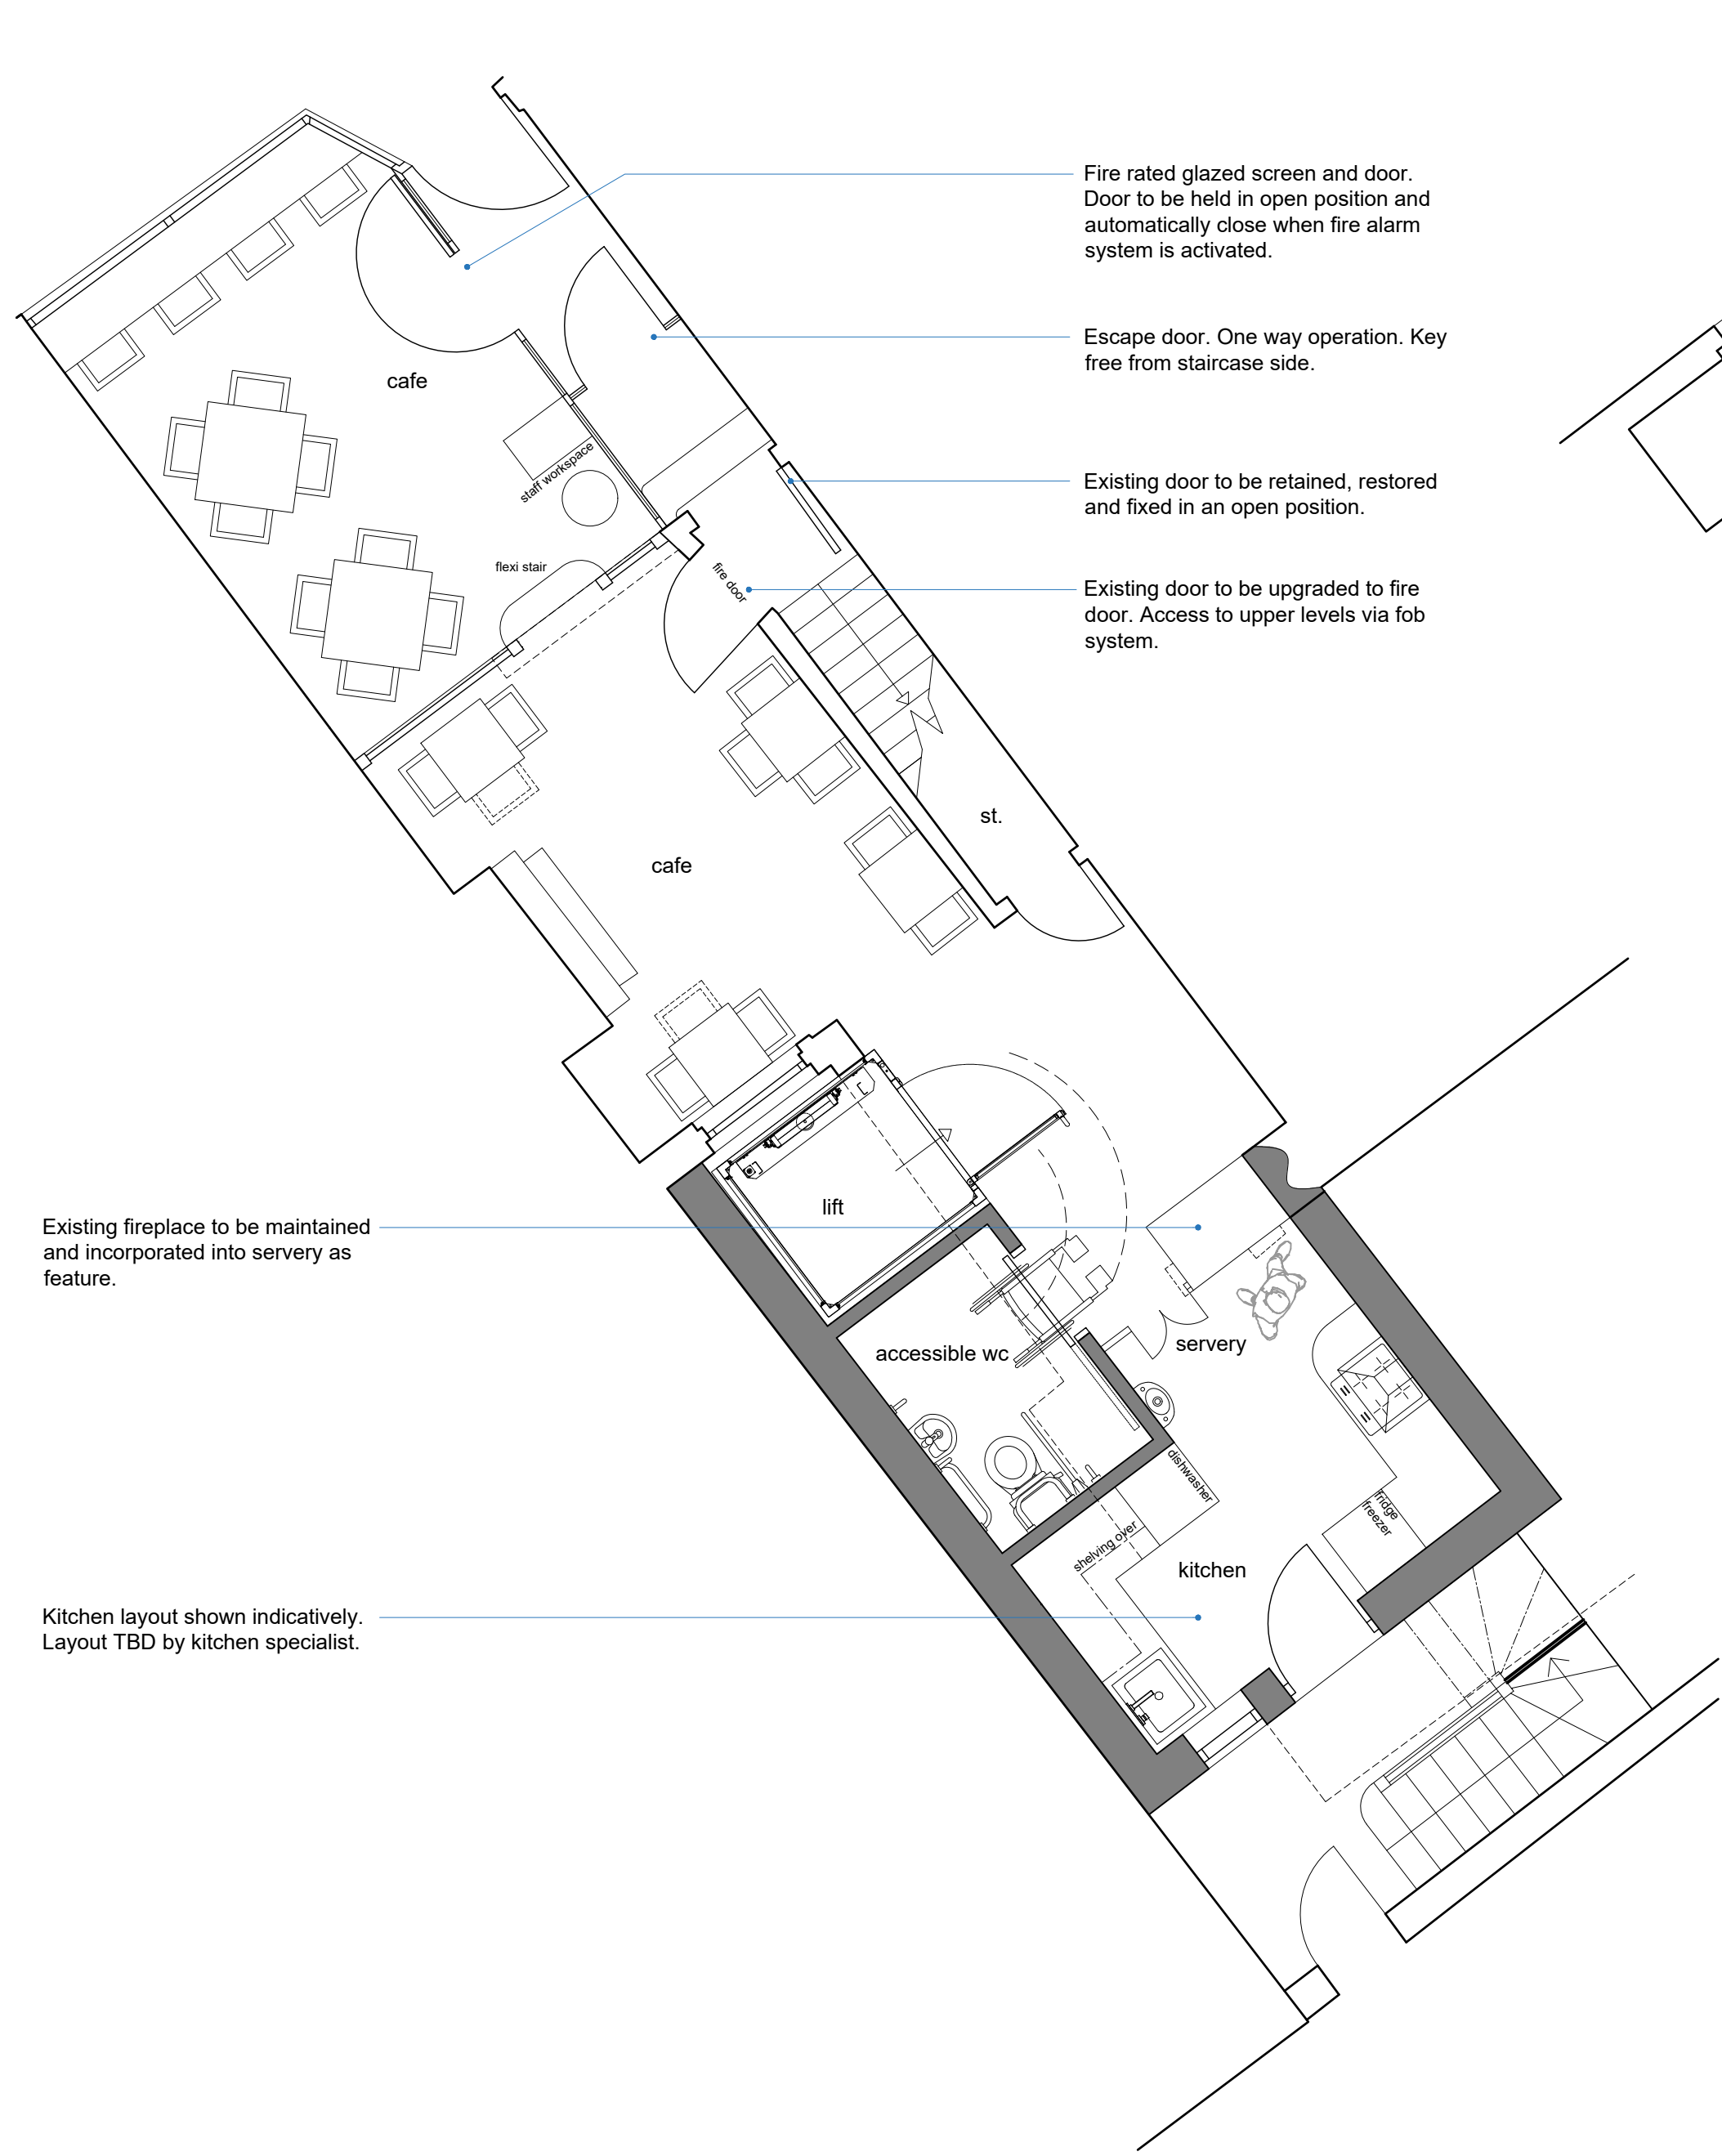 Fire rated glazed screen and door.
Door to be held in open position and
automatically close when fire alarm
system is activated.
Escape door. One way operation. Key
free from staircase side.
cafe
staff workspace
Existing door to be retained, restored
and fixed in an open position.
flexi stair
fire door
Existing door to be upgraded to fire
door. Access to upper levels via fob
system.
st.
cafe
lift
Existing fireplace to be maintained
and incorporated into servery as
feature.
accessible wc
servery
dishwasher
fridge
freezer
shelving over
kitchen
Kitchen layout shown indicatively.
Layout TBD by kitchen specialist.